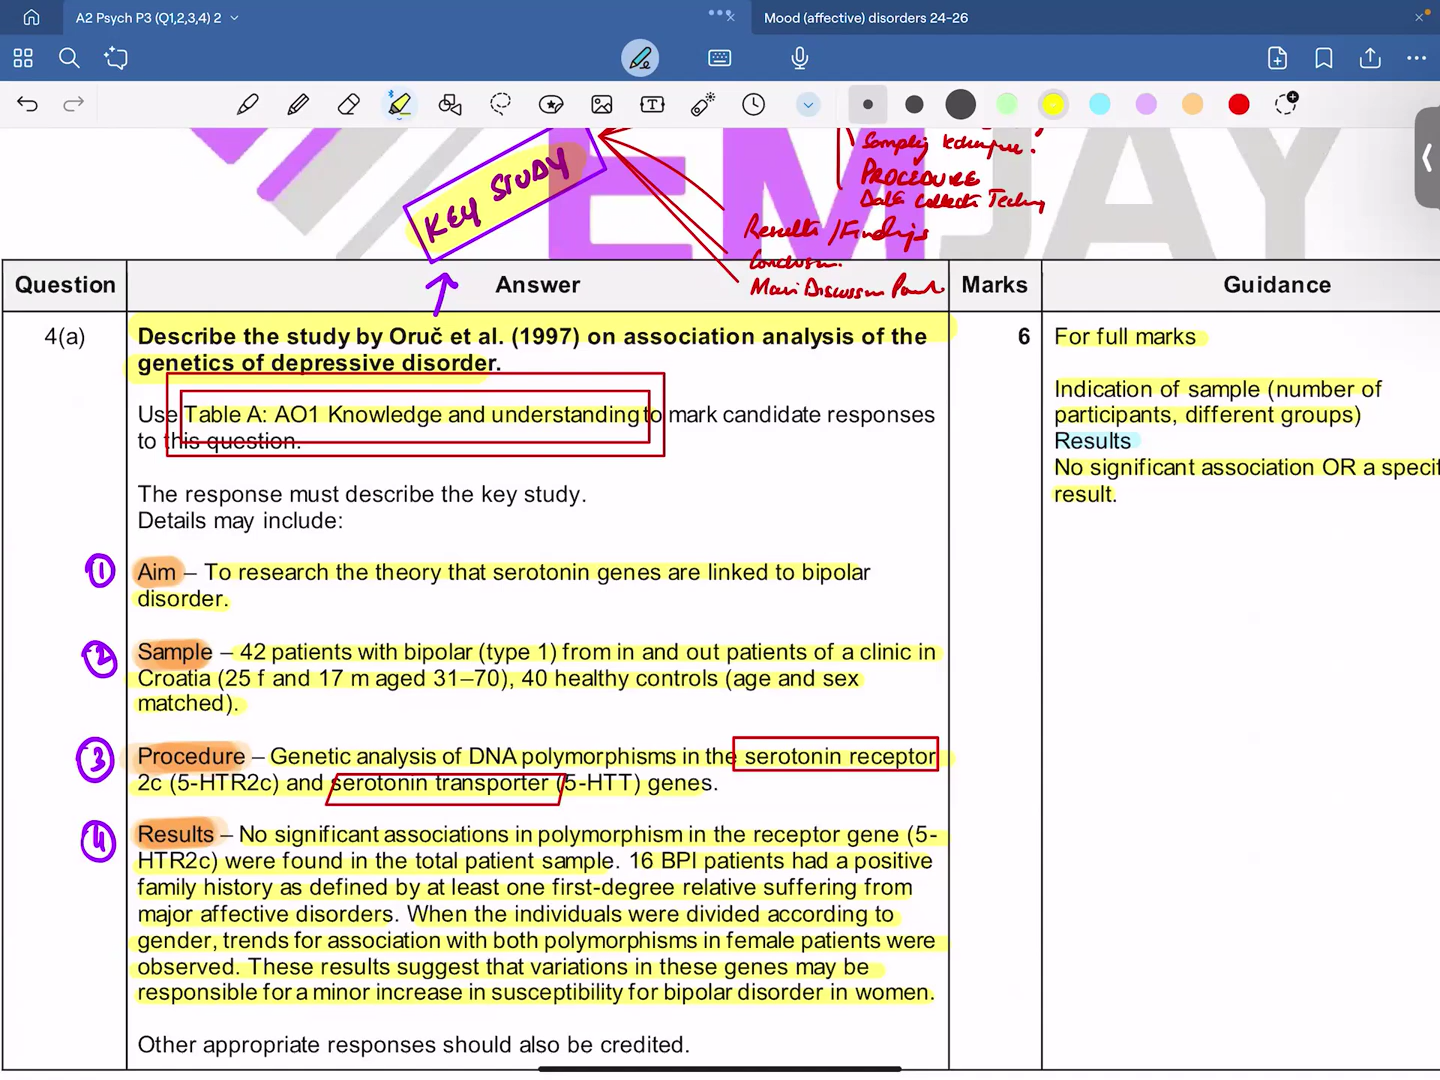 A2 Psych P3 (Q1,2,3,4) 2
Mood (affective) disorders 24-26
EMJAY
KEY STUDY
Sampling technique.
PROCEDURE
Data Collection
Results / Findings
Conclusion.
Main Discussion Point
Question
Answer
Marks
Guidance
4(a)
Describe the study by Oruč et al. (1997) on association analysis of the
genetics of depressive disorder.
6
For full marks
Indication of sample (number of
participants, different groups)
Results
No significant association OR a specif
result.
Use Table A: AO1 Knowledge and understanding to mark candidate responses
to this question.
The response must describe the key study.
Details may include:
1 Aim – To research the theory that serotonin genes are linked to bipolar
disorder.
2 Sample – 42 patients with bipolar (type 1) from in and out patients of a clinic in
Croatia (25 f and 17 m aged 31–70), 40 healthy controls (age and sex
matched).
3 Procedure – Genetic analysis of DNA polymorphisms in the serotonin receptor
2c (5-HTR2c) and serotonin transporter (5-HTT) genes.
4 Results – No significant associations in polymorphism in the receptor gene (5-
HTR2c) were found in the total patient sample. 16 BPI patients had a positive
family history as defined by at least one first-degree relative suffering from
major affective disorders. When the individuals were divided according to
gender, trends for association with both polymorphisms in female patients were
observed. These results suggest that variations in these genes may be
responsible for a minor increase in susceptibility for bipolar disorder in women.
Other appropriate responses should also be credited.